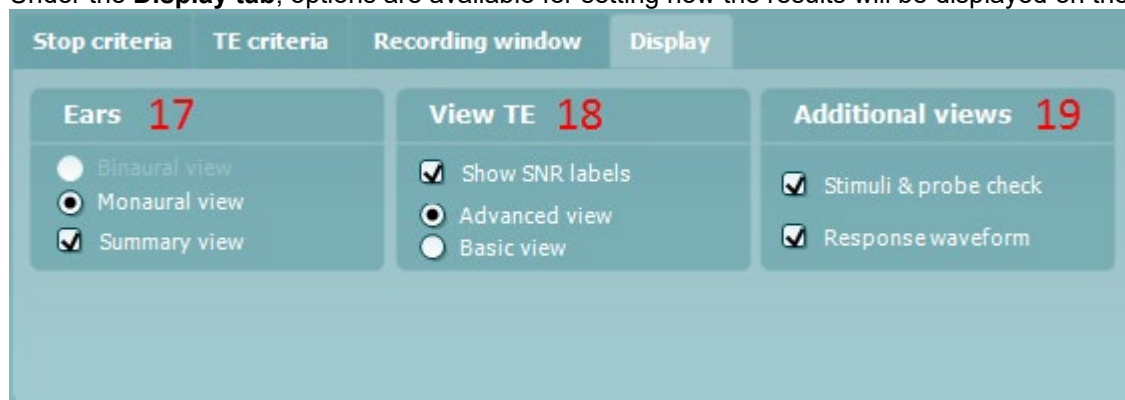 Under the Display tab, options are available for setting how the results will be displayed on the
Stop criteria TE criteria Recording window Display
Ears 17
Binaural view
Monaural view
Summary view
View TE 18
Show SNR labels
Advanced view
Basic view
Additional views 19
Stimuli & probe check
Response waveform